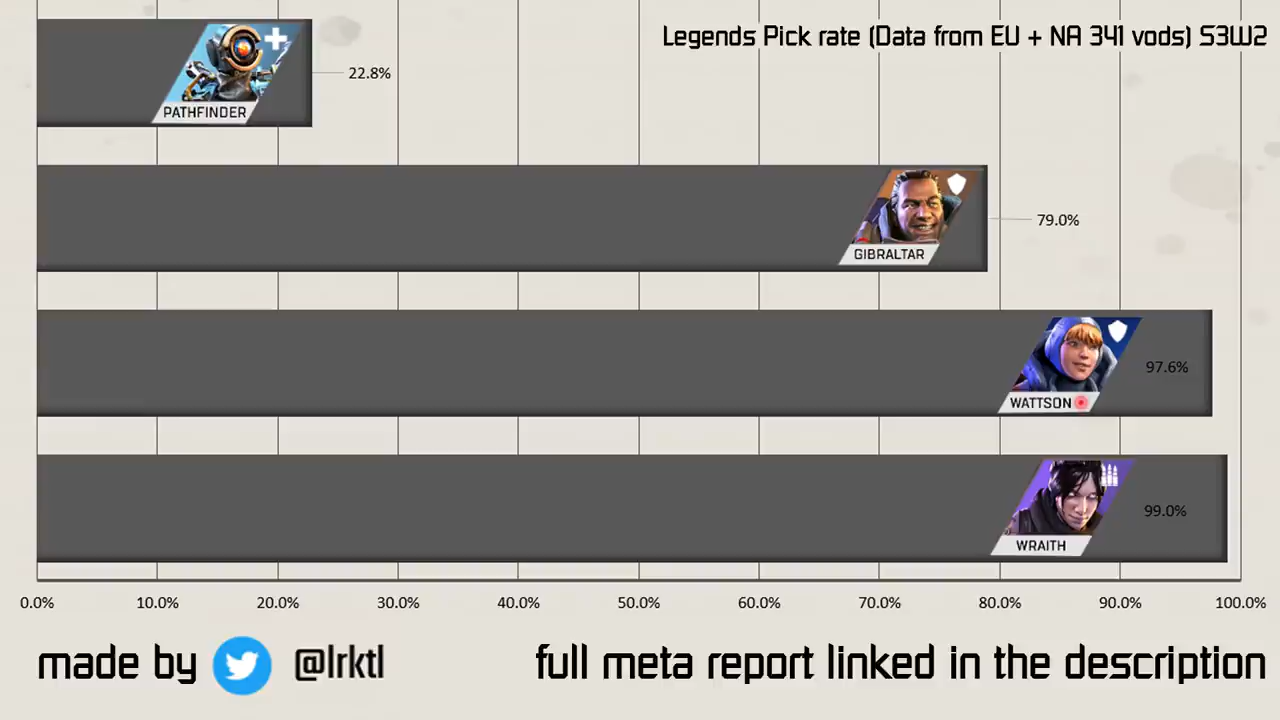 Legends Pick rate (Data from EU + NA 341 vods) S3W2
PATHFINDER
22.8%
GIBRALTAR
79.0%
WATTSON
97.6%
WRAITH
99.0%
0.0% 10.0% 20.0% 30.0% 40.0% 50.0% 60.0% 70.0% 80.0% 90.0% 100.0%
made by @lrktl
full meta report linked in the description